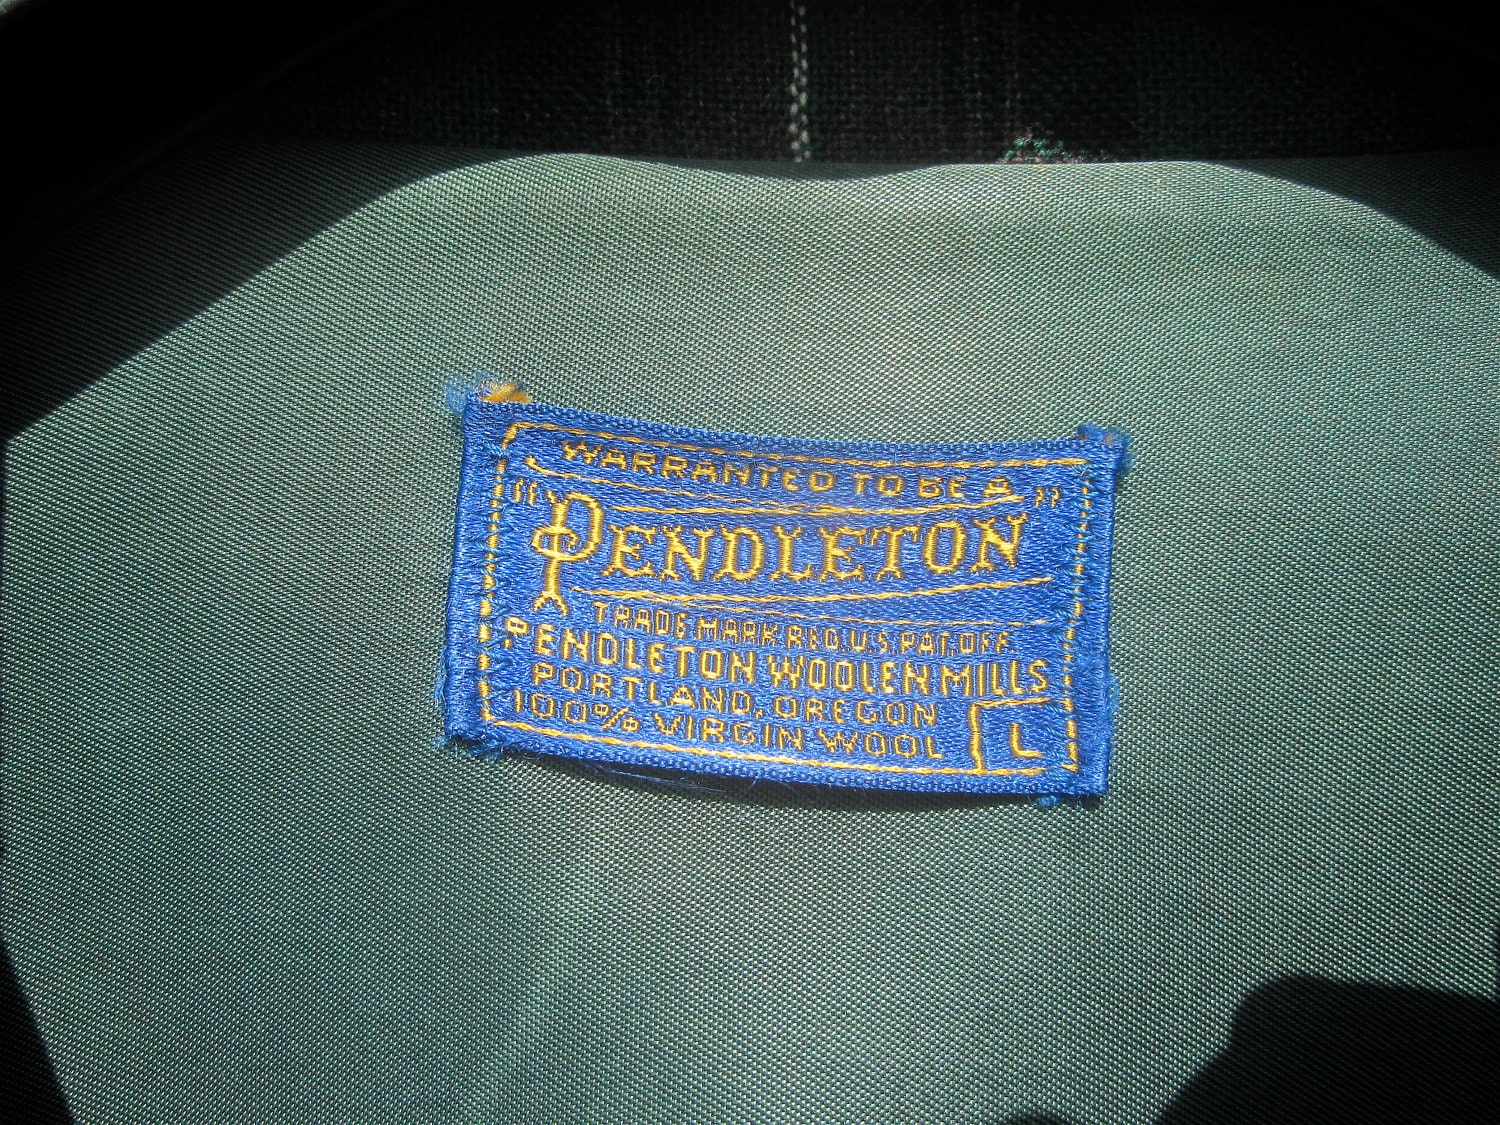 WARRANTED TO BE A
"PENDLETON"
TRADE MARK REG. U.S. PAT. OFF.
PENDLETON WOOLEN MILLS
PORTLAND, OREGON
100% VIRGIN WOOL
L